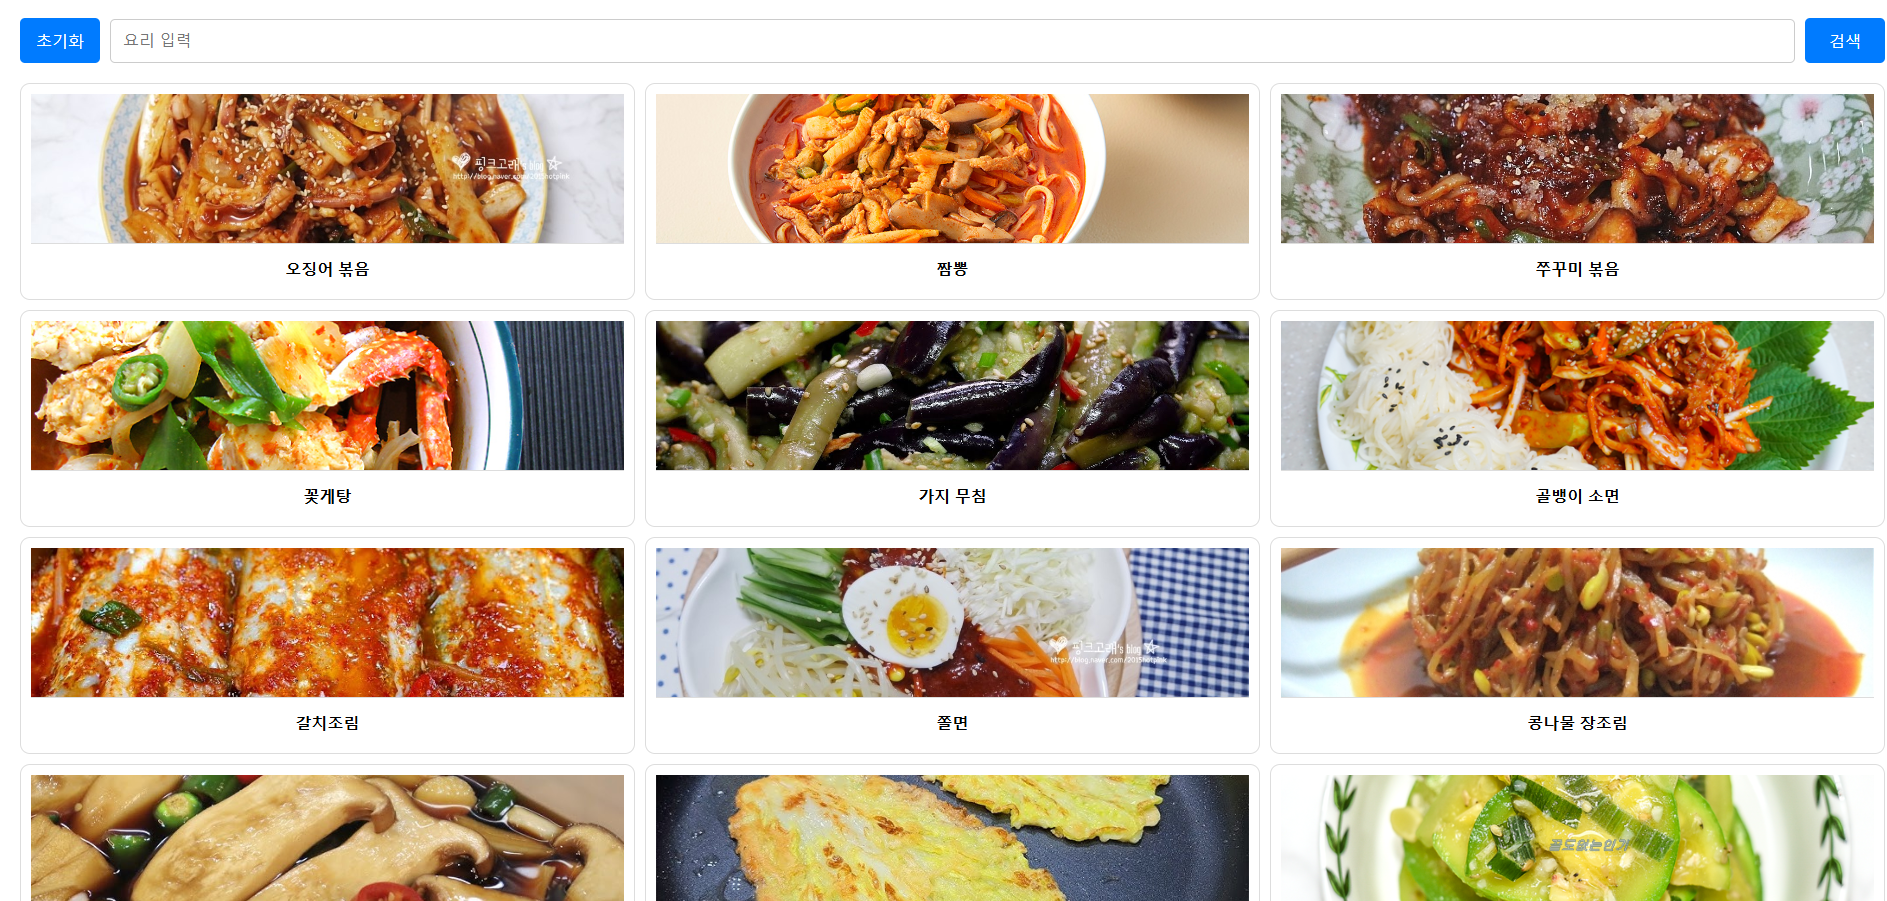 초기화
요리 입력
검색
핑크고래's blog
http://blog.naver.com/2015hotpink
오징어 볶음
짬뽕
쭈꾸미 볶음
꽃게탕
가지 무침
골뱅이 소면
핑크고래's blog
http://blog.naver.com/2015hotpink
갈치조림
쫄면
콩나물 장조림
꼴도없는인기